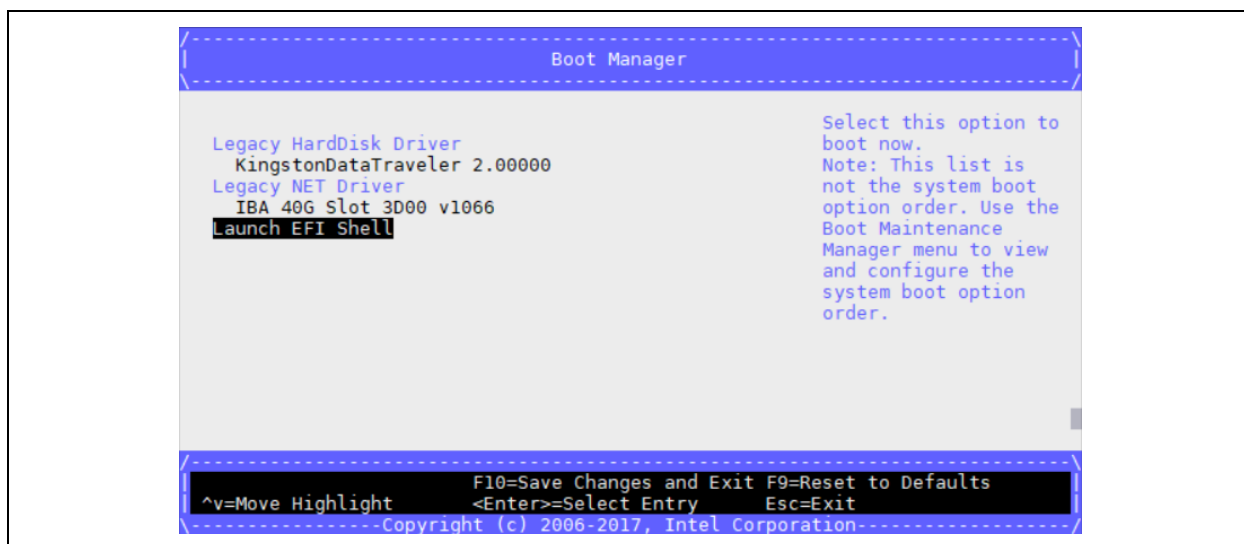 Boot Manager
Legacy HardDisk Driver
KingstonDataTraveler 2.00000
Legacy NET Driver
IBA 40G Slot 3D00 v1066
Launch EFI Shell
Select this option to
boot now.
Note: This list is
not the system boot
option order. Use the
Boot Maintenance
Manager menu to view
and configure the
system boot option
order.
F10=Save Changes and Exit F9=Reset to Defaults
^v=Move Highlight <Enter>=Select Entry Esc=Exit
Copyright (c) 2006-2017, Intel Corporation